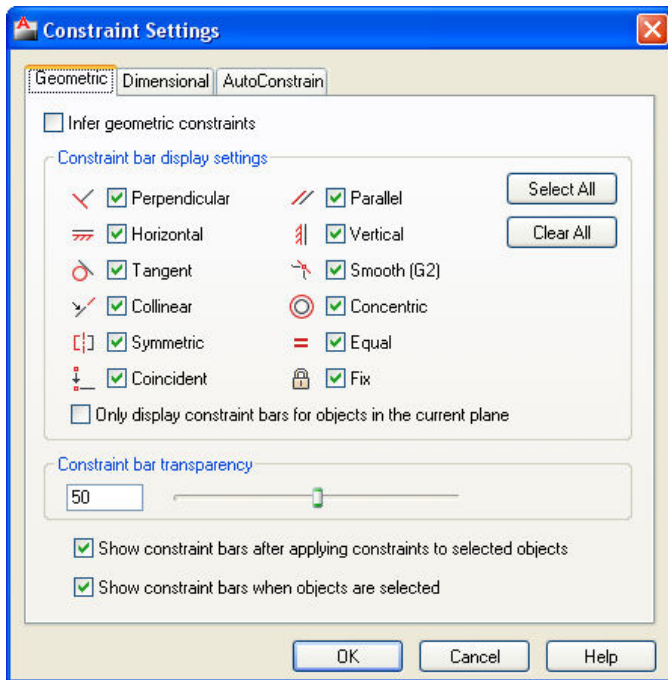 Constraint Settings
Geometric Dimensional AutoConstrain
Infer geometric constraints
Constraint bar display settings
Perpendicular Parallel Select All
Horizontal Vertical Clear All
Tangent Smooth (G2)
Collinear Concentric
Symmetric Equal
Coincident Fix
Only display constraint bars for objects in the current plane
Constraint bar transparency
50
Show constraint bars after applying constraints to selected objects
Show constraint bars when objects are selected
OK Cancel Help